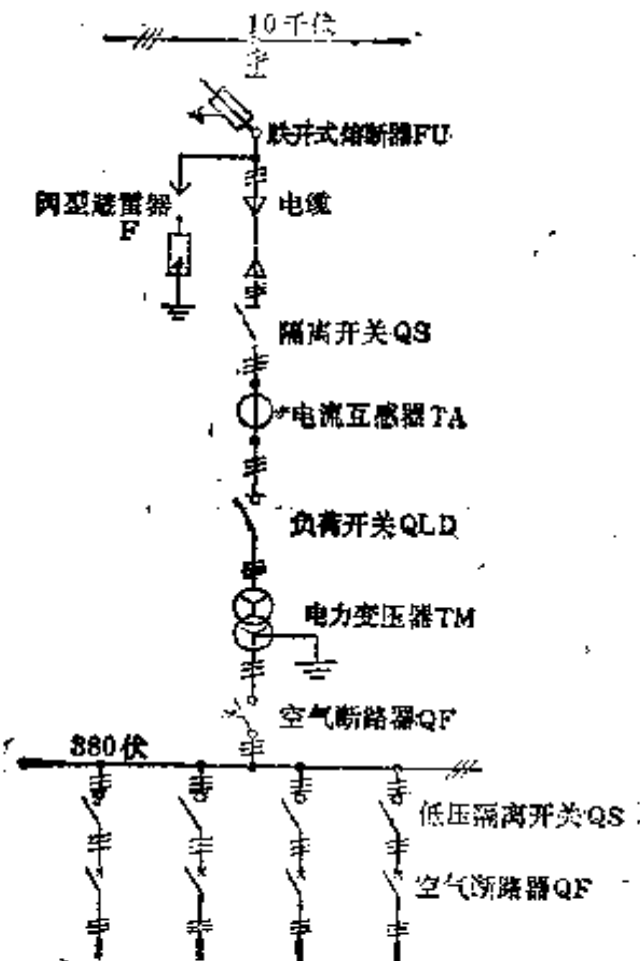 10千伏
跌开式熔断器FU
阀型避雷器
F
电缆
隔离开关QS
电流互感器TA
负荷开关QLD
电力变压器TM
空气断路器QF
380伏
低压隔离开关QS
空气断路器QF